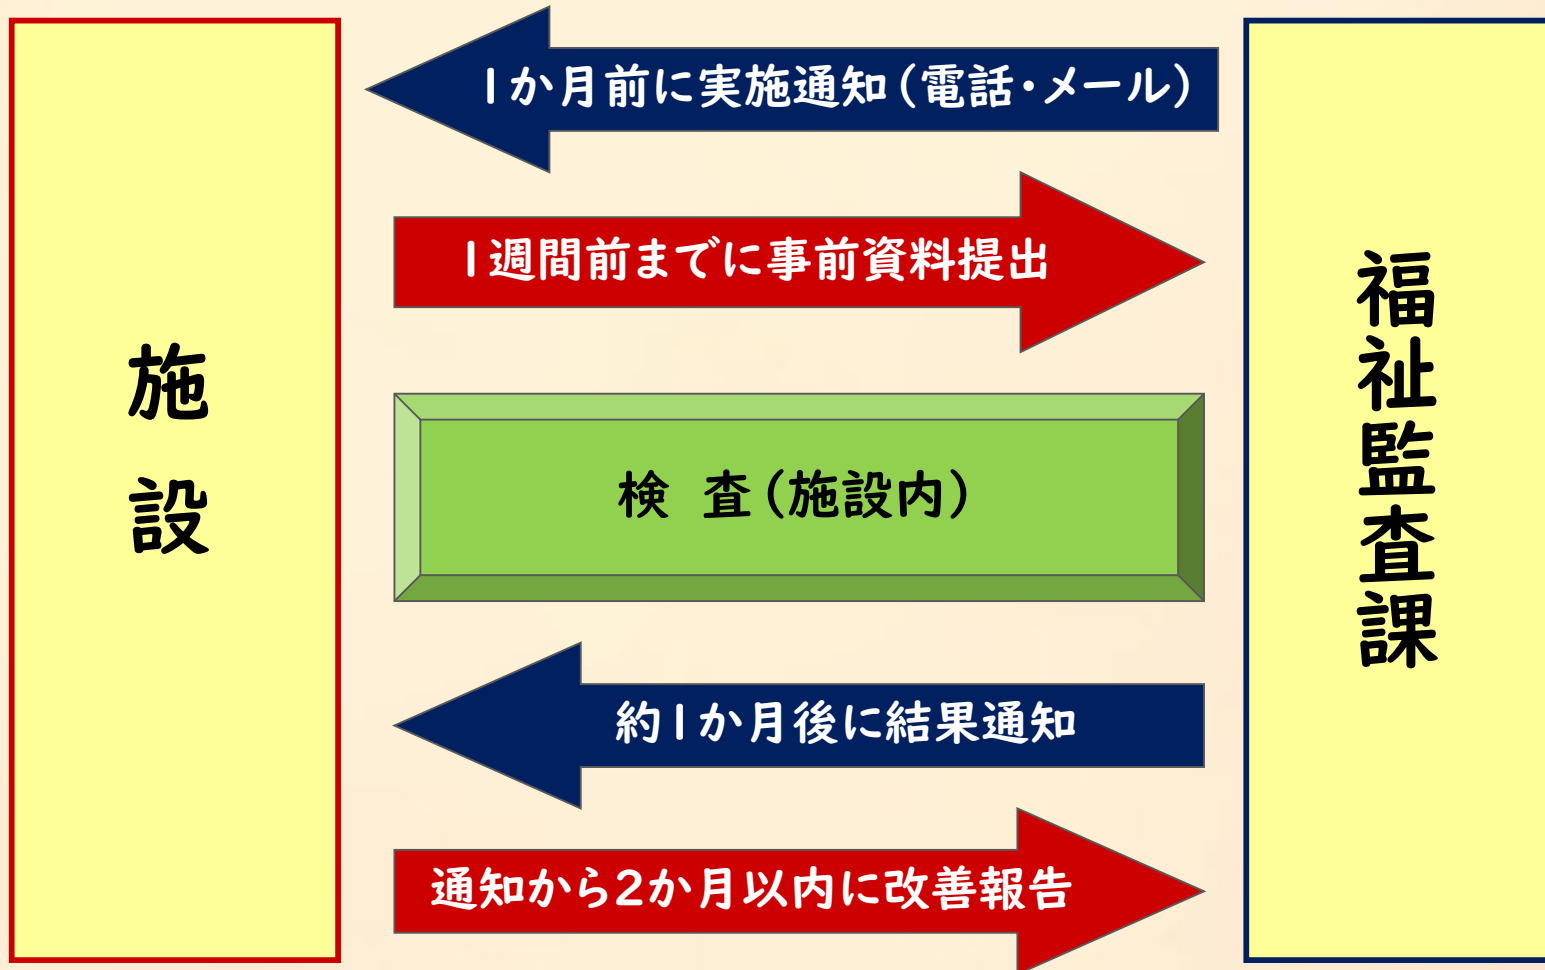 1か月前に実施通知（電話・メール）
1週間前までに事前資料提出
施設
検　査（施設内）
福祉監査課
約1か月後に結果通知
通知から2か月以内に改善報告